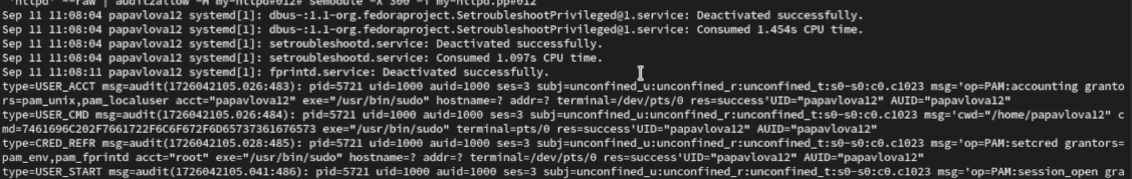 'httpd' --raw | audit2allow -M my-httpd#012# semodule -X 300 -i my-httpd.pp#012
Sep 11 11:08:04 papavlova12 systemd[1]: dbus-:1.1-org.fedoraproject.SetroubleshootPrivileged@1.service: Deactivated successfully.
Sep 11 11:08:04 papavlova12 systemd[1]: dbus-:1.1-org.fedoraproject.SetroubleshootPrivileged@1.service: Consumed 1.454s CPU time.
Sep 11 11:08:04 papavlova12 systemd[1]: setroubleshootd.service: Deactivated successfully.
Sep 11 11:08:04 papavlova12 systemd[1]: setroubleshootd.service: Consumed 1.097s CPU time.
Sep 11 11:08:11 papavlova12 systemd[1]: fprintd.service: Deactivated successfully.
type=USER_ACCT msg=audit(1726042105.026:483): pid=5721 uid=1000 auid=1000 ses=3 subj=unconfined_u:unconfined_r:unconfined_t:s0-s0:c0.c1023 msg='op=PAM:accounting granto
rs=pam_unix,pam_localuser acct="papavlova12" exe="/usr/bin/sudo" hostname=? addr=? terminal=/dev/pts/0 res=success'UID="papavlova12" AUID="papavlova12"
type=USER_CMD msg=audit(1726042105.026:484): pid=5721 uid=1000 auid=1000 ses=3 subj=unconfined_u:unconfined_r:unconfined_t:s0-s0:c0.c1023 msg='cwd="/home/papavlova12" c
md=7461696C202F7661722F6C6F672F6D65737361676573 exe="/usr/bin/sudo" terminal=pts/0 res=success'UID="papavlova12" AUID="papavlova12"
type=CRED_REFR msg=audit(1726042105.028:485): pid=5721 uid=1000 auid=1000 ses=3 subj=unconfined_u:unconfined_r:unconfined_t:s0-s0:c0.c1023 msg='op=PAM:setcred grantors=
pam_env,pam_fprintd acct="root" exe="/usr/bin/sudo" hostname=? addr=? terminal=/dev/pts/0 res=success'UID="papavlova12" AUID="papavlova12"
type=USER_START msg=audit(1726042105.041:486): pid=5721 uid=1000 auid=1000 ses=3 subj=unconfined_u:unconfined_r:unconfined_t:s0-s0:c0.c1023 msg='op=PAM:session_open gra